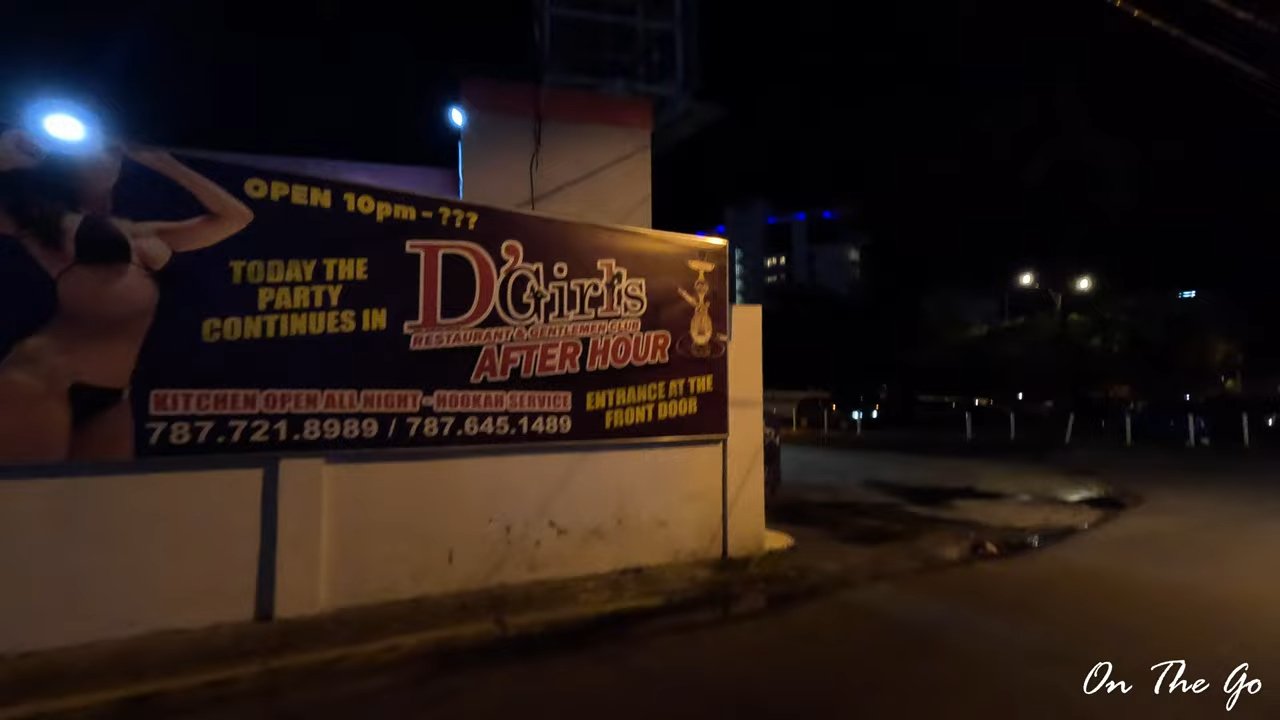 OPEN 10pm - ???
TODAY THE
PARTY
CONTINUES IN
D'Girls
RESTAURANT & GENTLEMEN CLUB
AFTER HOUR
KITCHEN OPEN ALL NIGHT - HOOKAH SERVICE
787.721.8989 / 787.645.1489
ENTRANCE AT THE
FRONT DOOR
On The Go